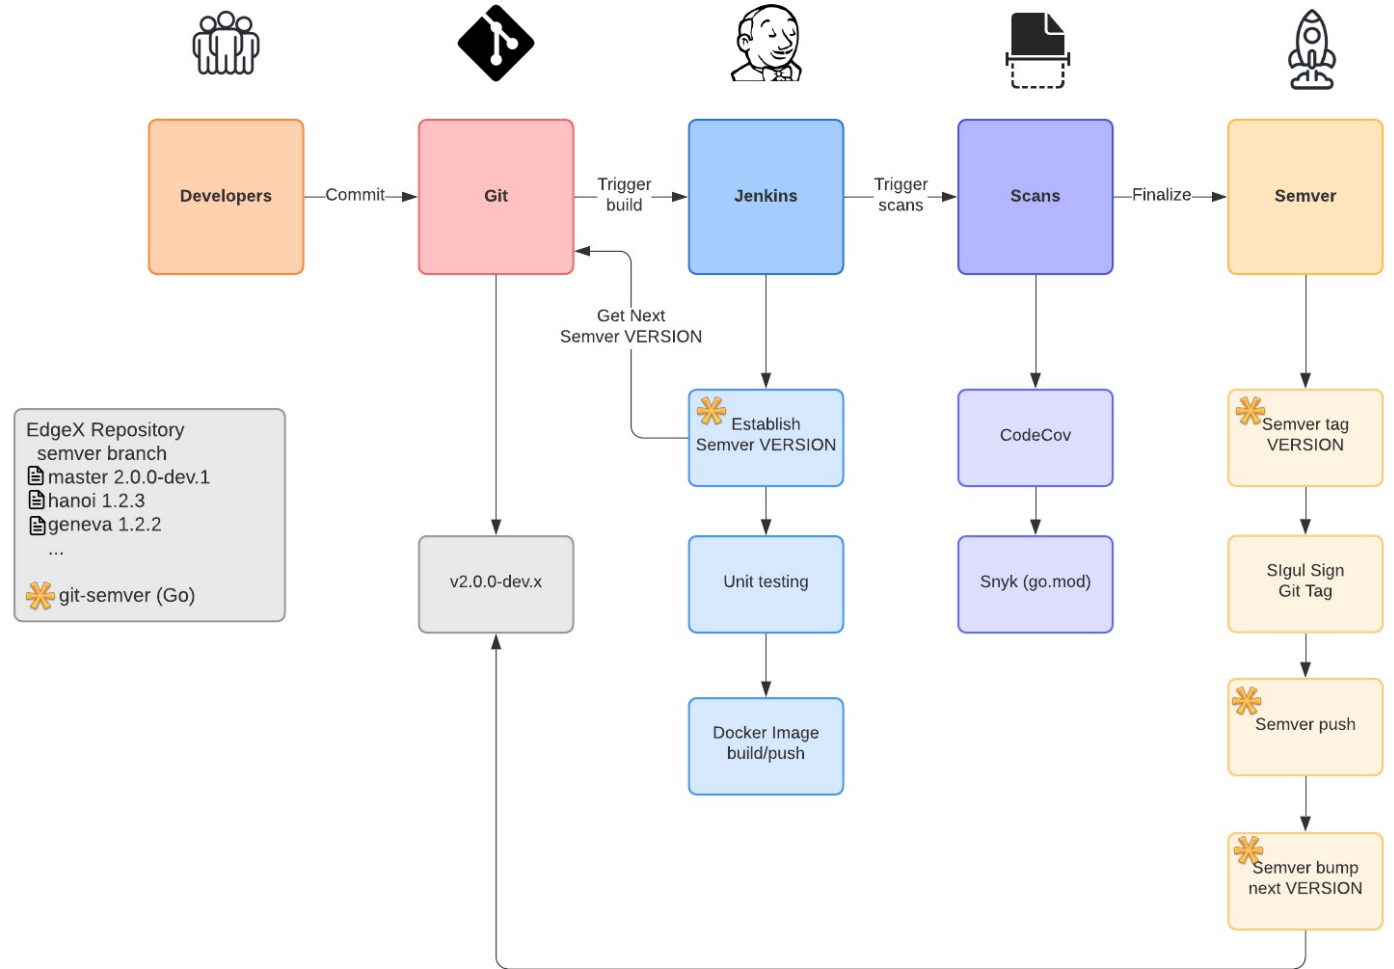 Developers
Commit
Git
Trigger
build
Jenkins
Trigger
scans
Scans
Finalize
Semver
Get Next
Semver VERSION
EdgeX Repository
semver branch
master 2.0.0-dev.1
hanoi 1.2.3
geneva 1.2.2
...
git-semver (Go)
v2.0.0-dev.x
Establish
Semver VERSION
Unit testing
Docker Image
build/push
CodeCov
Snyk (go.mod)
Semver tag
VERSION
SIgul Sign
Git Tag
Semver push
Semver bump
next VERSION